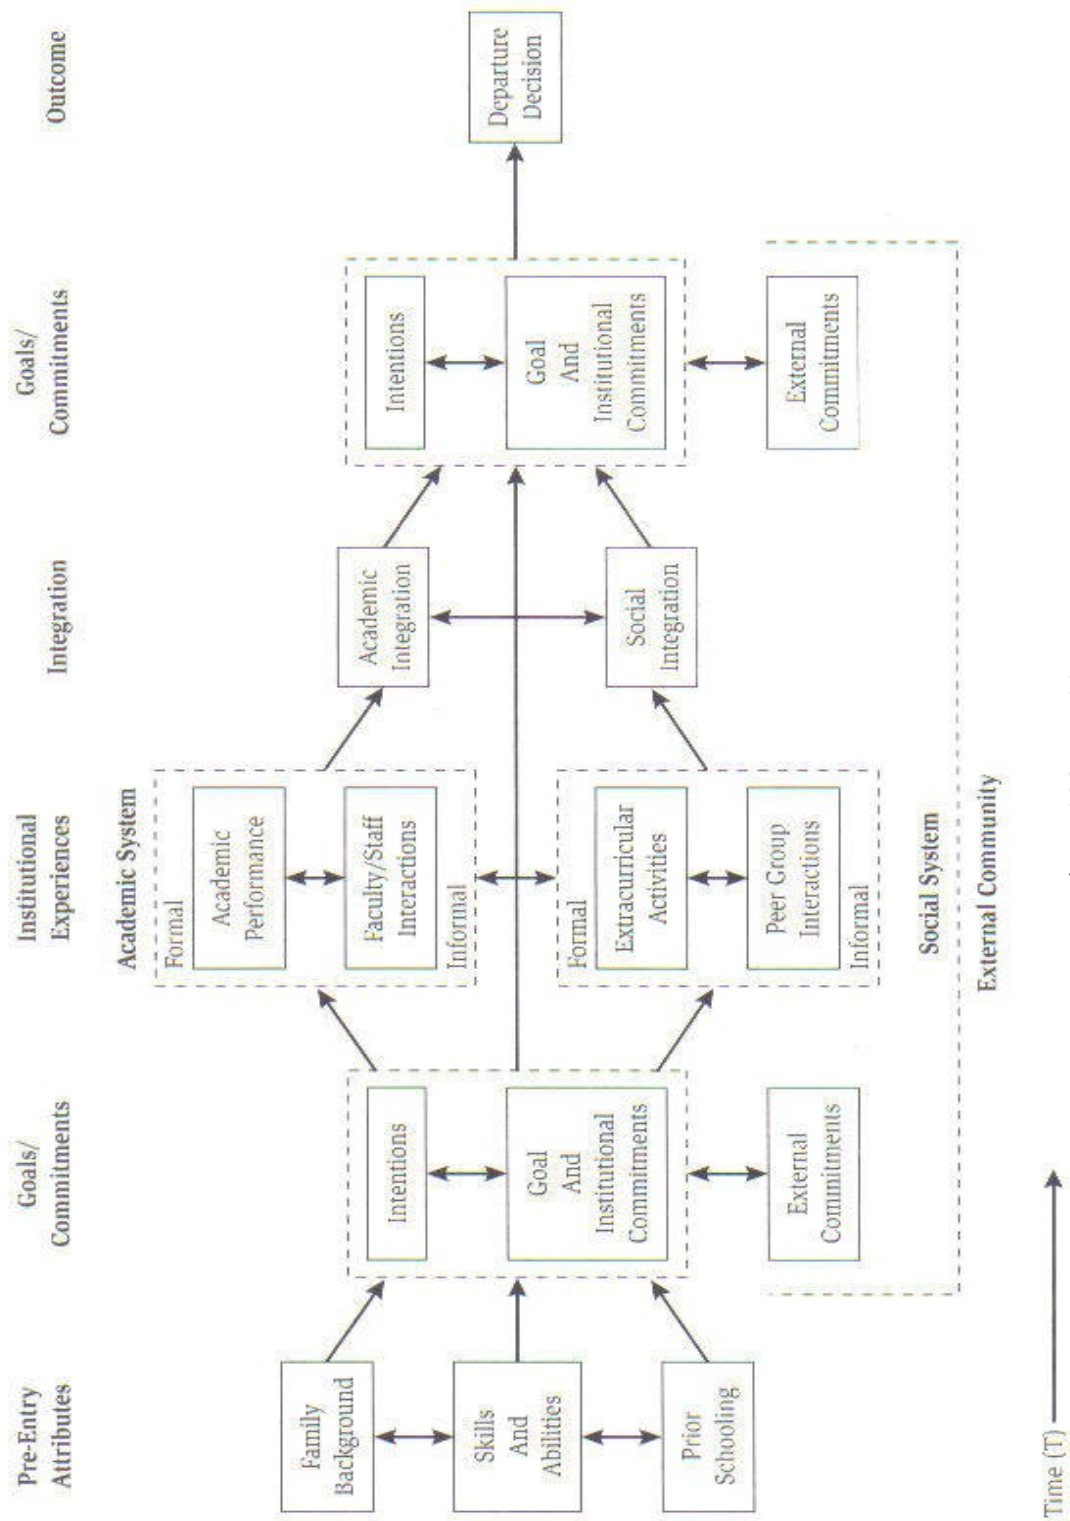 Pre-Entry
Attributes
Goals/
Commitments
Institutional
Experiences
Integration
Goals/
Commitments
Outcome
Family
Background
Skills
And
Abilities
Prior
Schooling
Intentions
Goal
And
Institutional
Commitments
External
Commitments
Academic System
Formal
Academic
Performance
Faculty/Staff
Interactions
Informal
Formal
Extracurricular
Activities
Peer Group
Interactions
Informal
Social System
External Community
Academic
Integration
Social
Integration
Intentions
Goal
And
Institutional
Commitments
External
Commitments
Departure
Decision
Time (T)